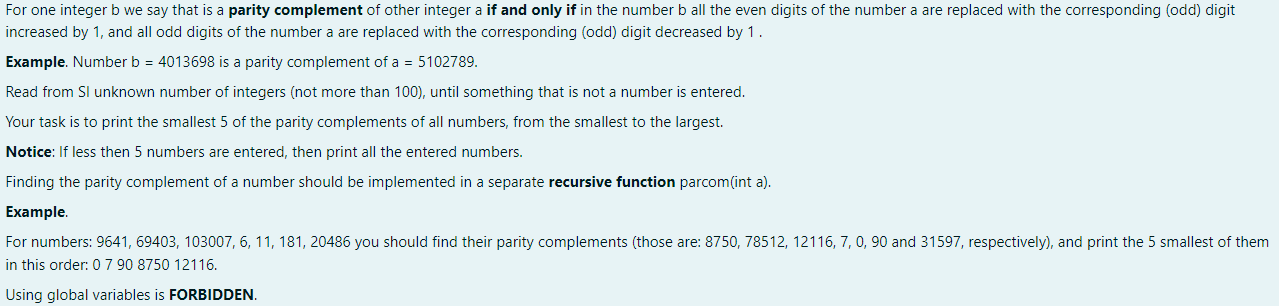 For one integer b we say that is a parity complement of other integer a if and only if in the number b all the even digits of the number a are replaced with the corresponding (odd) digit
increased by 1, and all odd digits of the number a are replaced with the corresponding (odd) digit decreased by 1 .
Example. Number b = 4013698 is a parity complement of a = 5102789.
Read from SI unknown number of integers (not more than 100), until something that is not a number is entered.
Your task is to print the smallest 5 of the parity complements of all numbers, from the smallest to the largest.
Notice: If less then 5 numbers are entered, then print all the entered numbers.
Finding the parity complement of a number should be implemented in a separate recursive function parcom(int a).
Example.
For numbers: 9641, 69403, 103007, 6, 11, 181, 20486 you should find their parity complements (those are: 8750, 78512, 12116, 7, 0, 90 and 31597, respectively), and print the 5 smallest of them
in this order: 0 7 90 8750 12116.
Using global variables is FORBIDDEN.